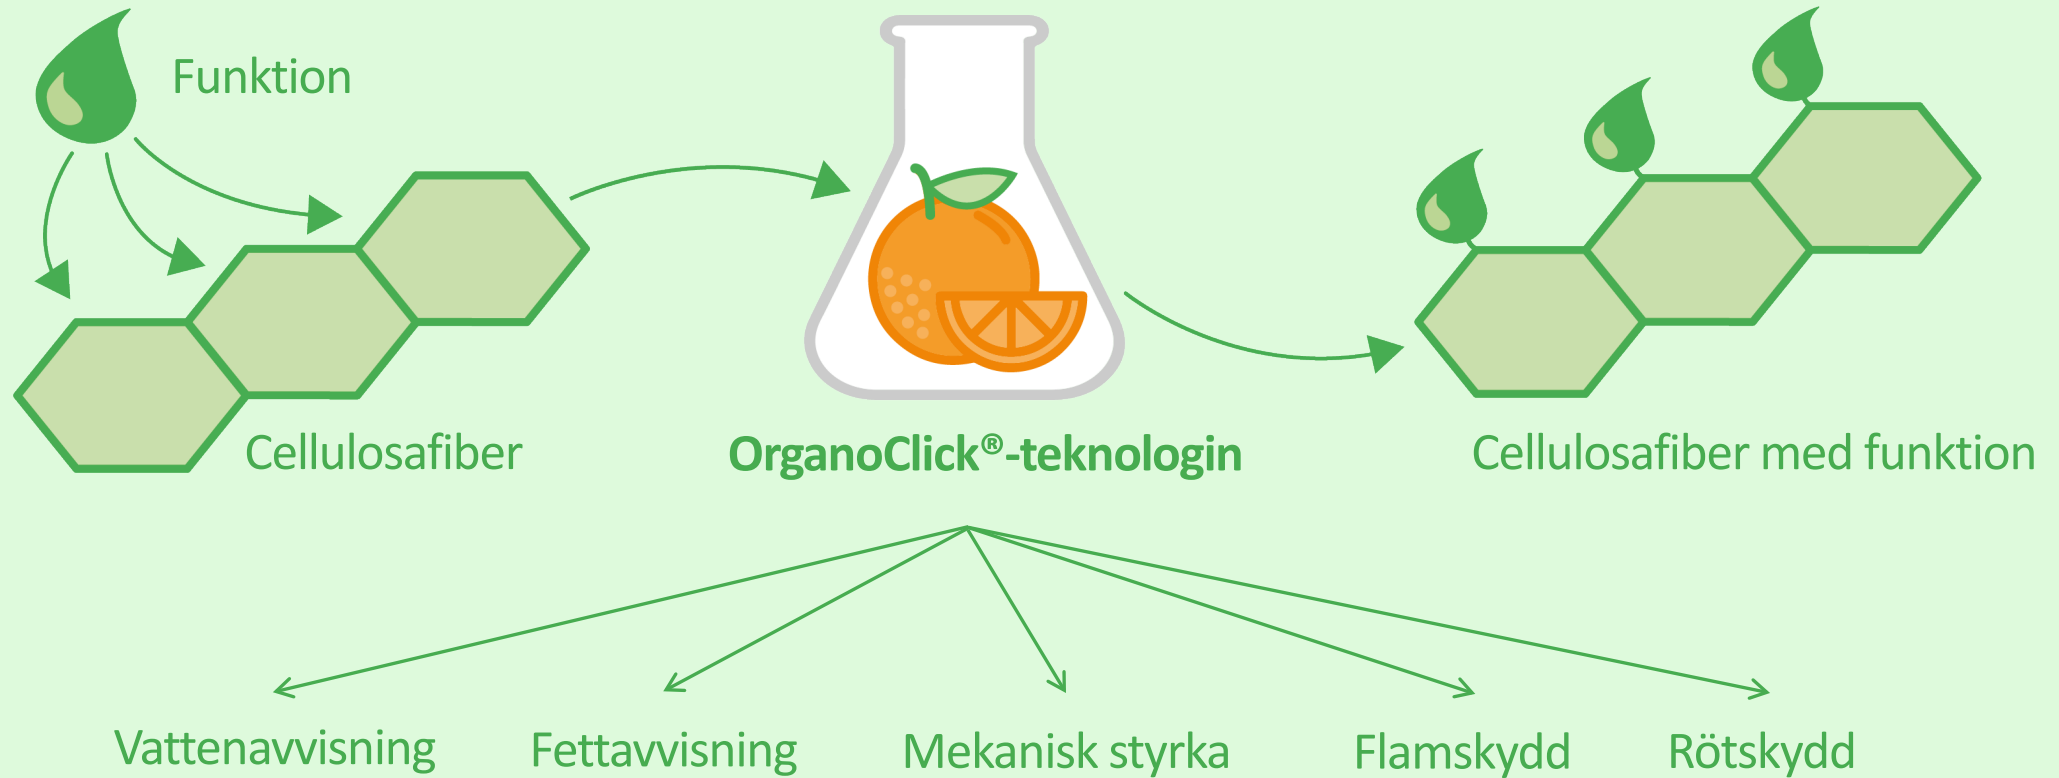 Funktion
Cellulosafiber
OrganoClick®-teknologin
Cellulosafiber med funktion
Vattenavvisning
Fettavvisning
Mekanisk styrka
Flamskydd
Rötskydd